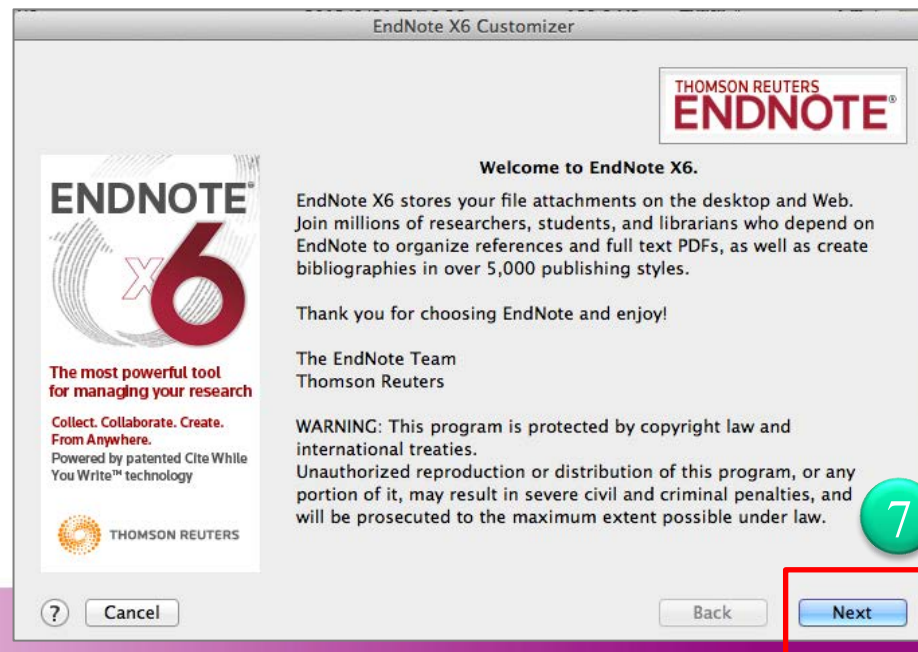 EndNote X6 Customizer
THOMSON REUTERS
ENDNOTE®
ENDNOTE®
X6
The most powerful tool
for managing your research
Collect. Collaborate. Create.
From Anywhere.
Powered by patented Cite While
You Write™ technology
THOMSON REUTERS
Welcome to EndNote X6.
EndNote X6 stores your file attachments on the desktop and Web.
Join millions of researchers, students, and librarians who depend on
EndNote to organize references and full text PDFs, as well as create
bibliographies in over 5,000 publishing styles.
Thank you for choosing EndNote and enjoy!
The EndNote Team
Thomson Reuters
WARNING: This program is protected by copyright law and
international treaties.
Unauthorized reproduction or distribution of this program, or any
portion of it, may result in severe civil and criminal penalties, and
will be prosecuted to the maximum extent possible under law.
7
? Cancel Back Next